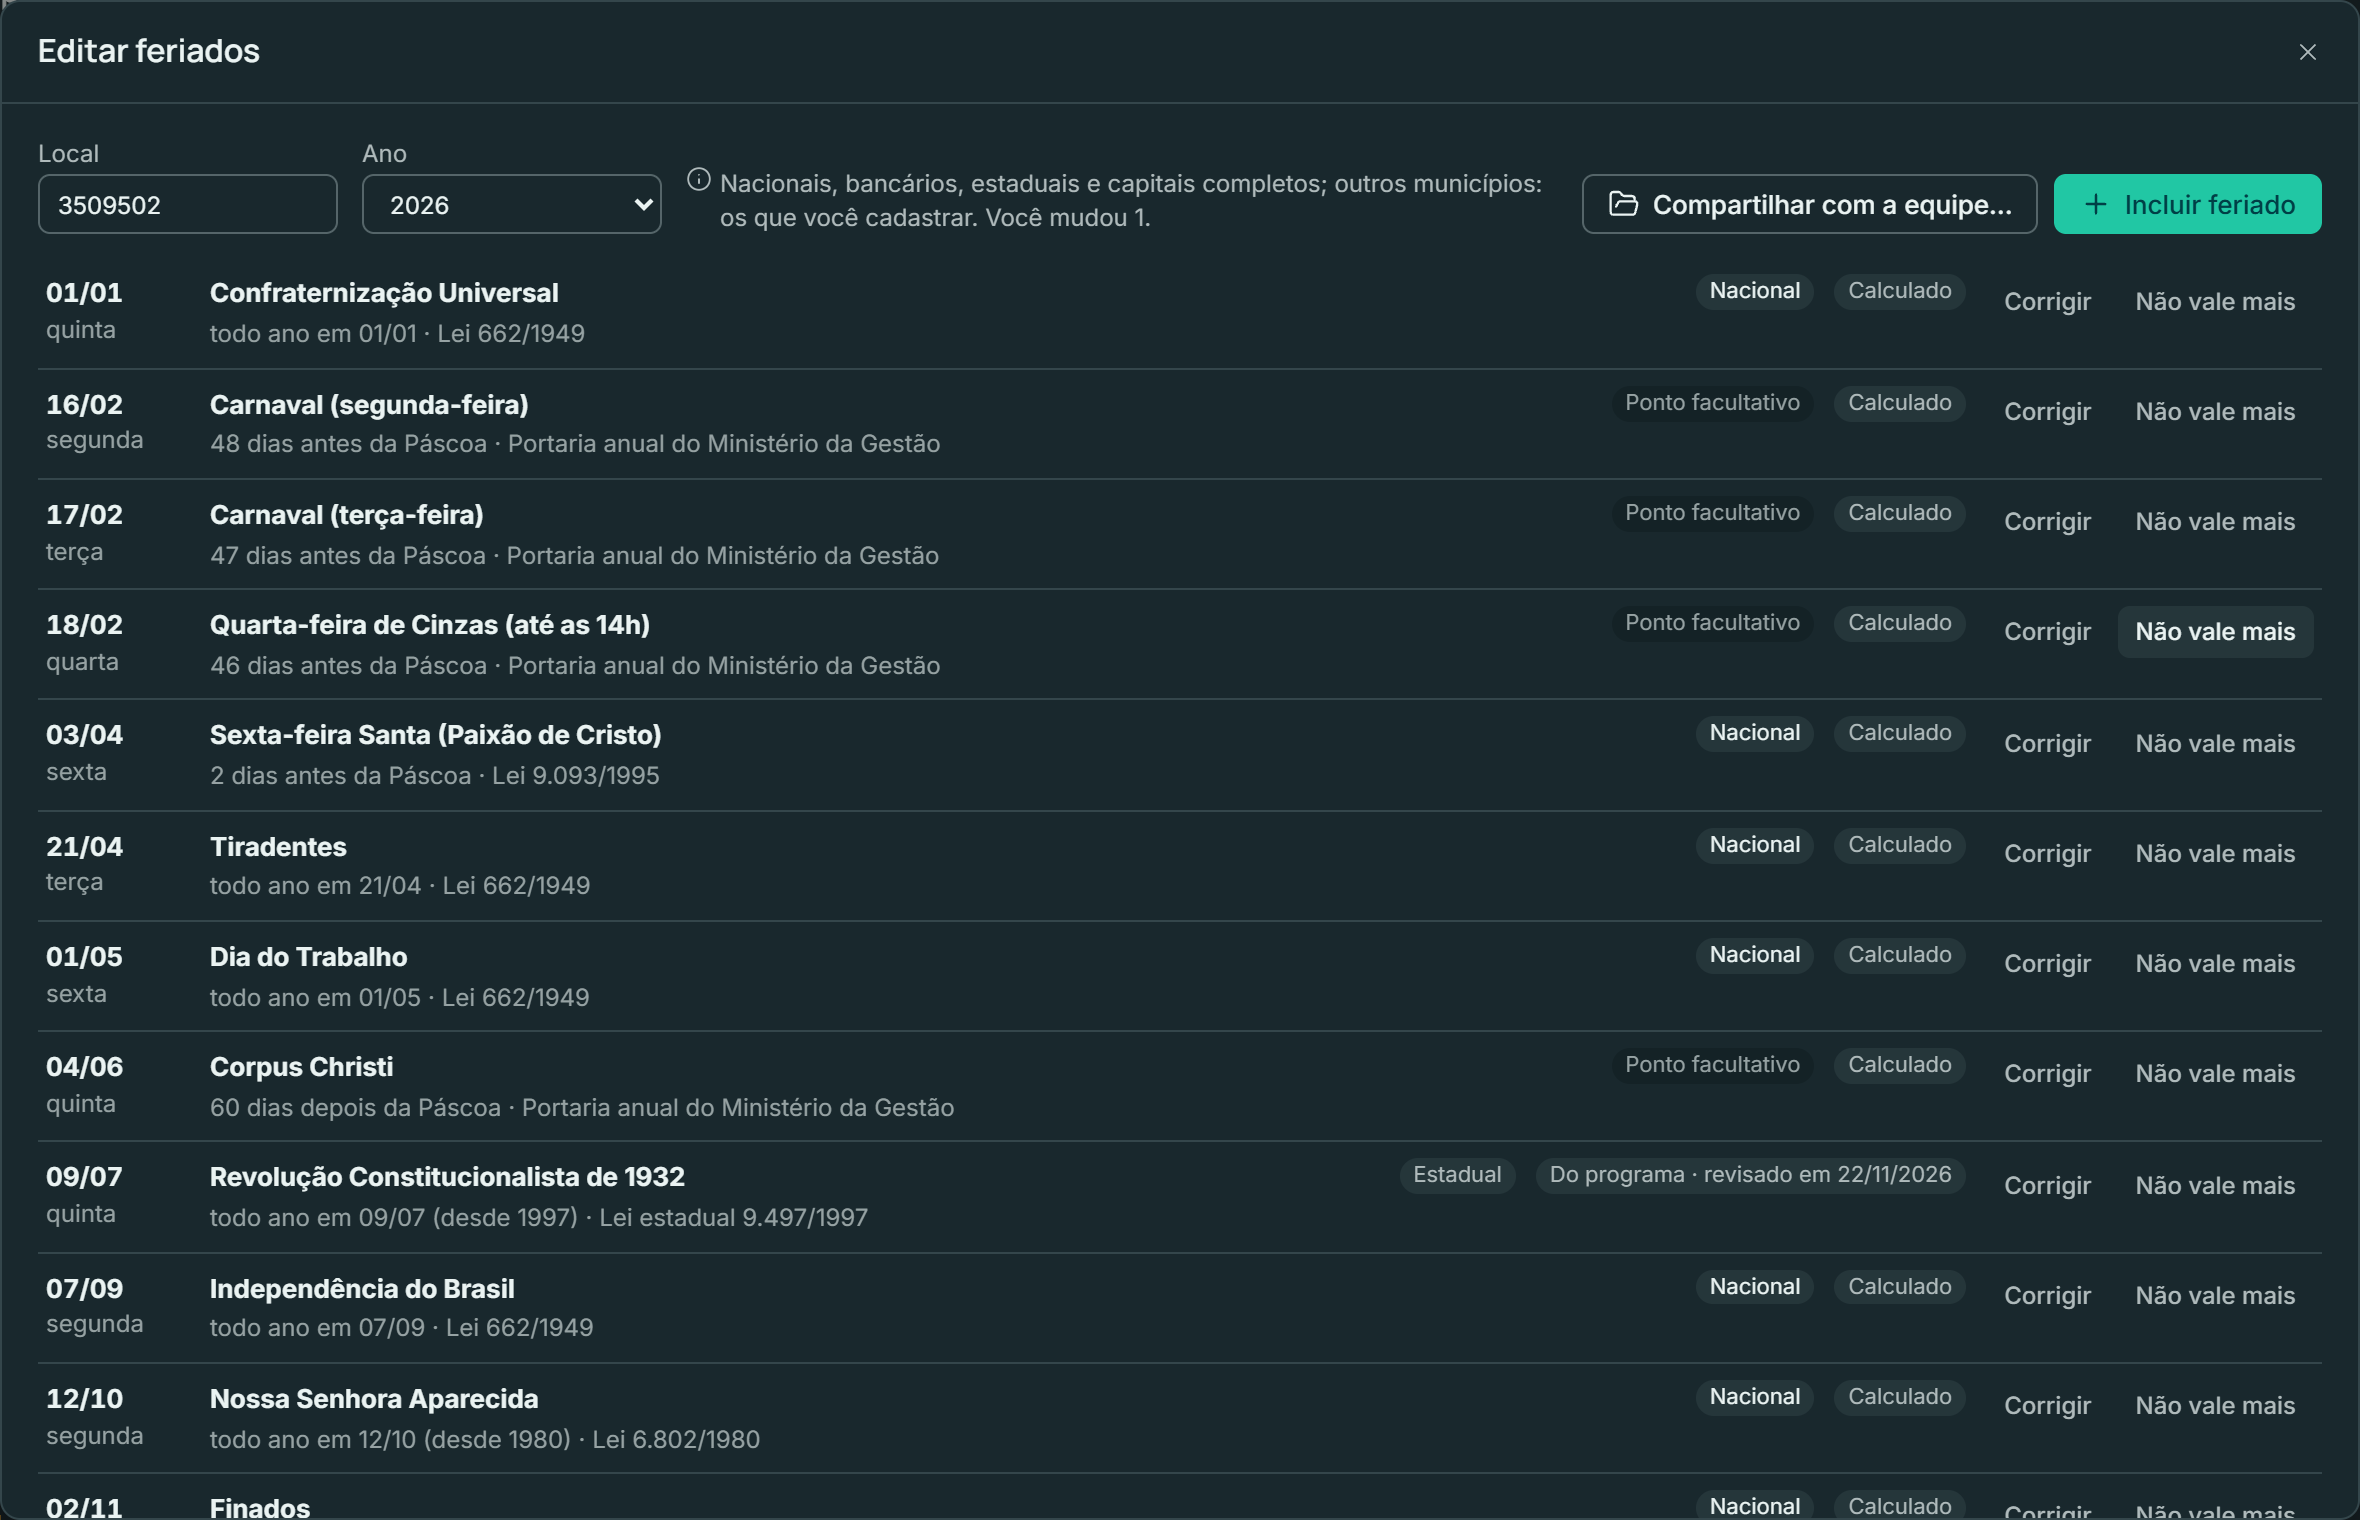 Editar feriados
Local
Ano
3509502
2026
Nacionais, bancários, estaduais e capitais completos; outros municípios:
os que você cadastrar. Você mudou 1.
Compartilhar com a equipe...
Incluir feriado
01/01
Confraternização Universal
Nacional
Calculado
Corrigir
Não vale mais
quinta
todo ano em 01/01 · Lei 662/1949
16/02
Carnaval (segunda-feira)
Ponto facultativo
Calculado
Corrigir
Não vale mais
segunda
48 dias antes da Páscoa · Portaria anual do Ministério da Gestão
17/02
Carnaval (terça-feira)
Ponto facultativo
Calculado
Corrigir
Não vale mais
terça
47 dias antes da Páscoa · Portaria anual do Ministério da Gestão
18/02
Quarta-feira de Cinzas (até as 14h)
Ponto facultativo
Calculado
Corrigir
Não vale mais
quarta
46 dias antes da Páscoa · Portaria anual do Ministério da Gestão
03/04
Sexta-feira Santa (Paixão de Cristo)
Nacional
Calculado
Corrigir
Não vale mais
sexta
2 dias antes da Páscoa · Lei 9.093/1995
21/04
Tiradentes
Nacional
Calculado
Corrigir
Não vale mais
terça
todo ano em 21/04 · Lei 662/1949
01/05
Dia do Trabalho
Nacional
Calculado
Corrigir
Não vale mais
sexta
todo ano em 01/05 · Lei 662/1949
04/06
Corpus Christi
Ponto facultativo
Calculado
Corrigir
Não vale mais
quinta
60 dias depois da Páscoa · Portaria anual do Ministério da Gestão
09/07
Revolução Constitucionalista de 1932
Estadual
Do programa · revisado em 22/11/2026
Corrigir
Não vale mais
quinta
todo ano em 09/07 (desde 1997) · Lei estadual 9.497/1997
07/09
Independência do Brasil
Nacional
Calculado
Corrigir
Não vale mais
segunda
todo ano em 07/09 · Lei 662/1949
12/10
Nossa Senhora Aparecida
Nacional
Calculado
Corrigir
Não vale mais
segunda
todo ano em 12/10 (desde 1980) · Lei 6.802/1980
02/11
Finados
Nacional
Calculado
Corrigir
Não vale mais